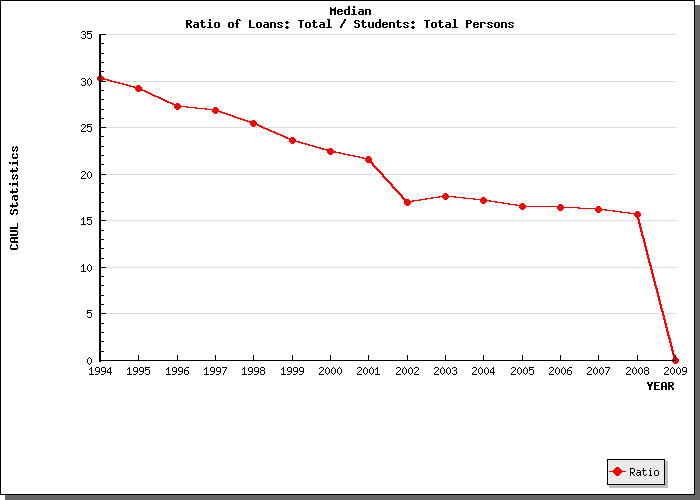 Median
Ratio of Loans: Total / Students: Total Persons
35
30
25
20
15
10
5
0
CAUL Statistics
1994 1995 1996 1997 1998 1999 2000 2001 2002 2003 2004 2005 2006 2007 2008 2009
YEAR
Ratio